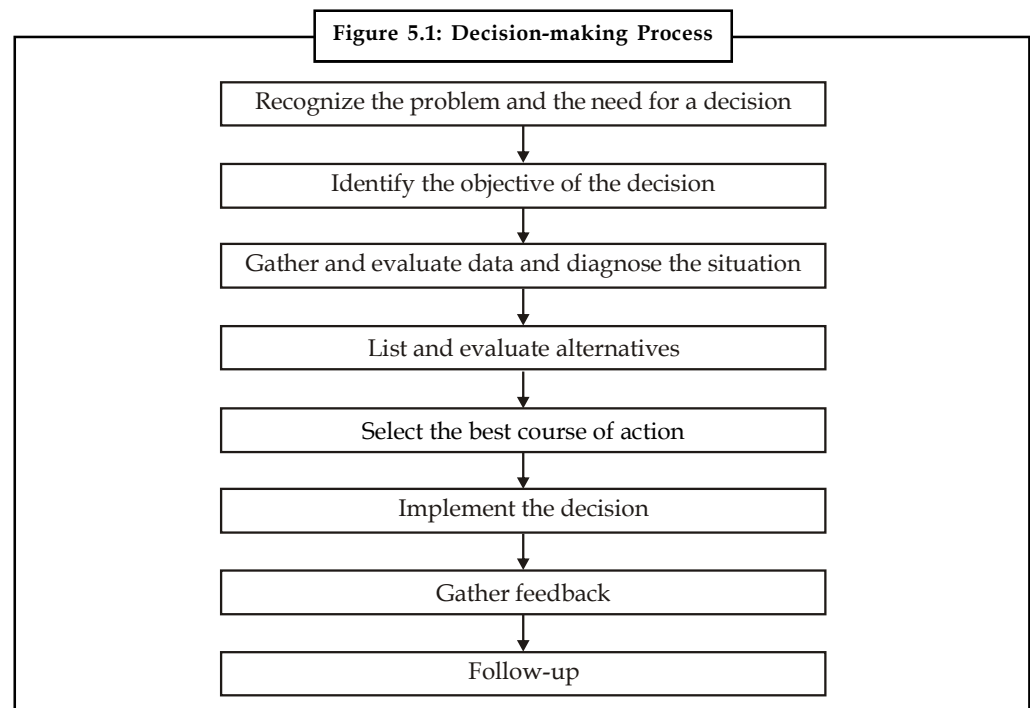 Figure 5.1: Decision-making Process
Recognize the problem and the need for a decision
Identify the objective of the decision
Gather and evaluate data and diagnose the situation
List and evaluate alternatives
Select the best course of action
Implement the decision
Gather feedback
Follow-up